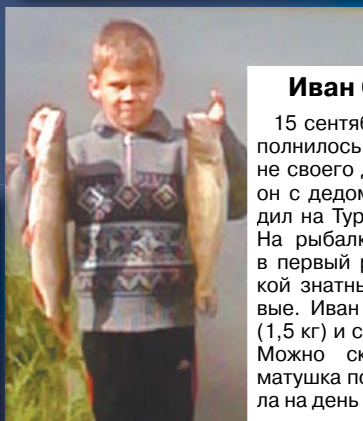 Иван
15 сентяб
полнилось
не своего д
он с дедом
дил на Тур
На рыбалк
в первый р
кой знатны
вые. Иван
(1,5 кг) и с
Можно ск
матушка по
ла на день